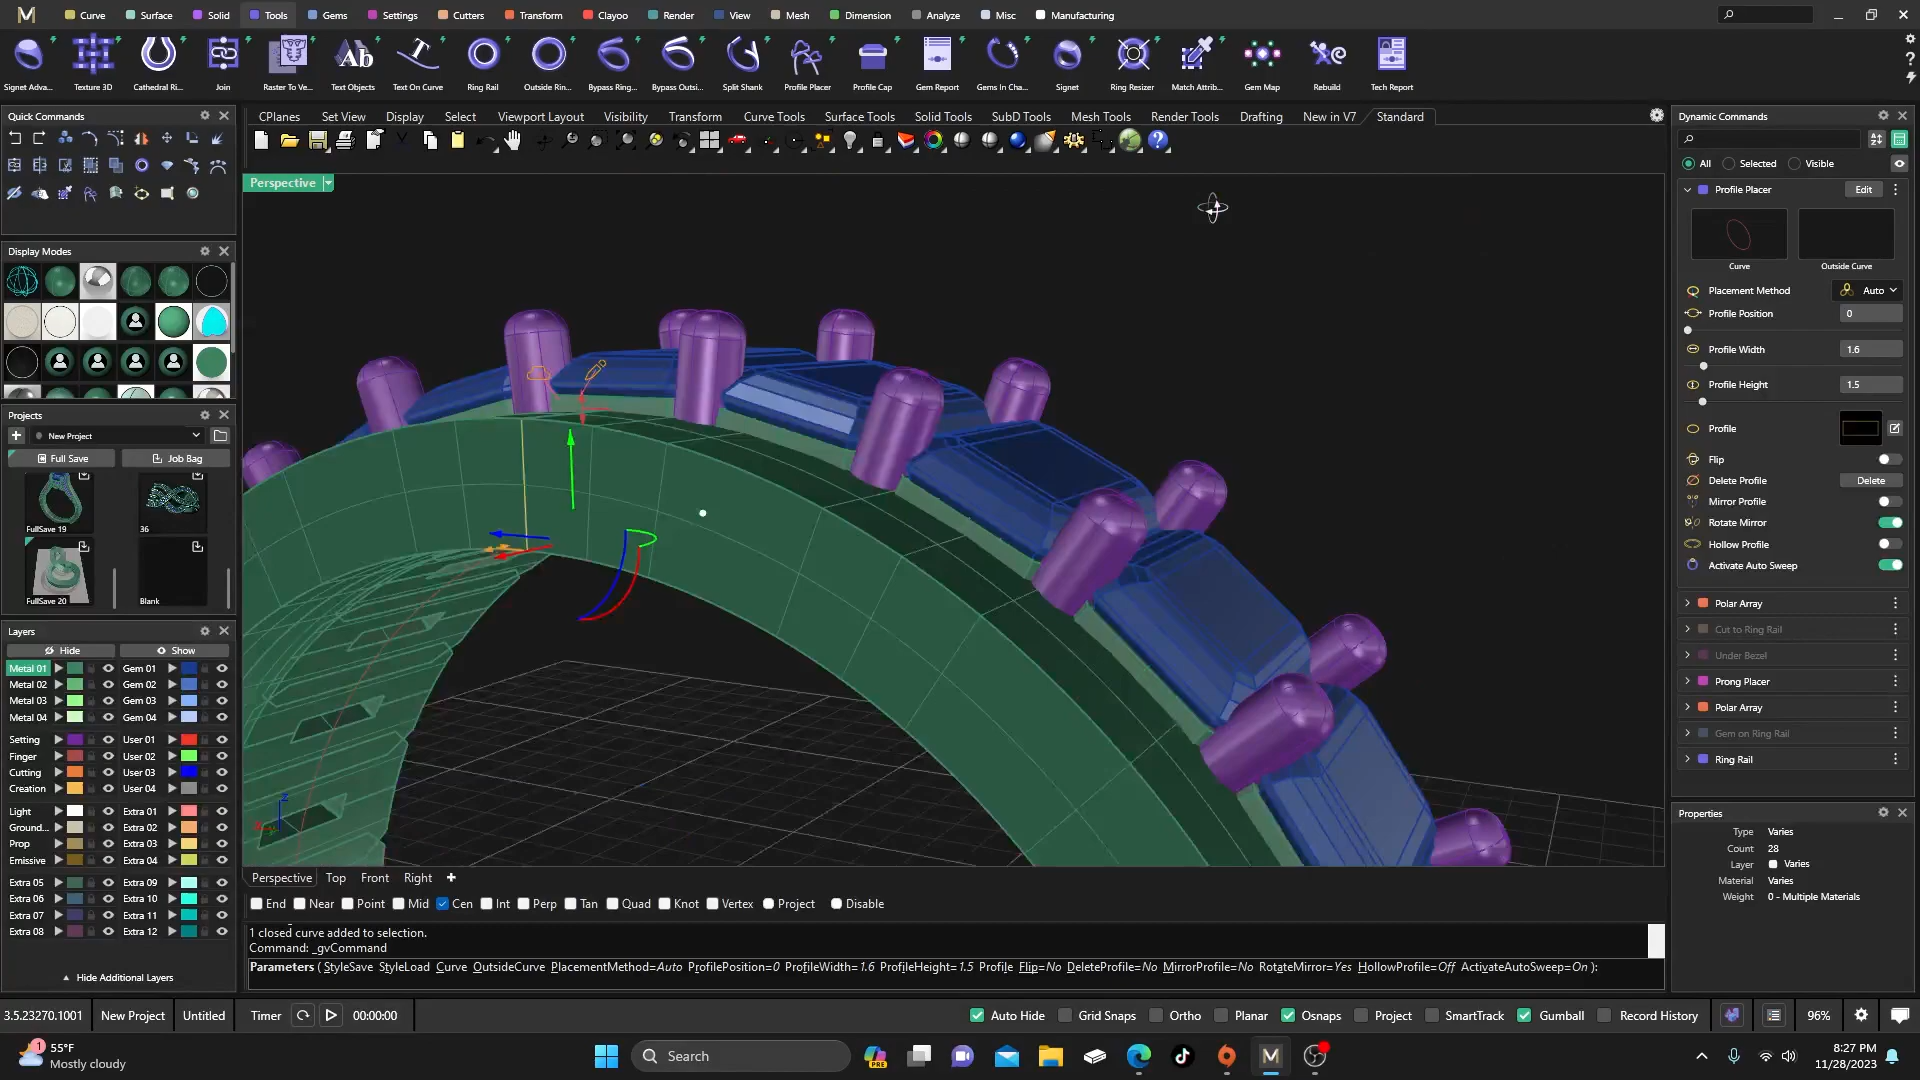 Curve Surface Solid Tools Gems Settings Cutters Transform Clayoo Render View Mesh Dimension Analyze Misc Manufacturing
Ab
Signet Adva... Texture 3D Cathedral Ri... Join Raster To Ve... Text Objects Text On Curve Ring Rail Outside Rin... Bypass Ring... Bypass Outsi... Split Shank Profile Placer Profile Cap Gem Report Gems In Cha... Signet Ring Resizer Match Attrib... Gem Map Rebuild Tech Report
Quick Commands
CPlanes Set View Display Select Viewport Layout Visibility Transform Curve Tools Surface Tools Solid Tools SubD Tools Mesh Tools Render Tools Drafting New in V7 Standard
Perspective
Display Modes
Projects
New Project
Full Save Job Bag
FullSave 19 36
FullSave 20 Blank
Layers
Hide Show
Metal 01 Gem 01
Metal 02 Gem 02
Metal 03 Gem 03
Metal 04 Gem 04
Setting User 01
Finger User 02
Cutting User 03
Creation User 04
Light Extra 01
Ground... Extra 02
Prop Extra 03
Emissive Extra 04
Extra 05 Extra 09
Extra 06 Extra 10
Extra 07 Extra 11
Extra 08 Extra 12
Hide Additional Layers
z
Perspective Top Front Right
End Near Point Mid Cen Int Perp Tan Quad Knot Vertex Project Disable
1 closed curve added to selection.
Command: _gvCommand
Parameters ( StyleSave StyleLoad Curve OutsideCurve PlacementMethod=Auto ProfilePosition=0 ProfileWidth=1.6 ProfileHeight=1.5 Profile Flip=No DeleteProfile=No MirrorProfile=No RotateMirror=Yes HollowProfile=Off ActivateAutoSweep=On ):
Dynamic Commands
All Selected Visible
Profile Placer Edit
Curve Outside Curve
Placement Method Auto
Profile Position 0
Profile Width 1.6
Profile Height 1.5
Profile
Flip
Delete Profile Delete
Mirror Profile
Rotate Mirror
Hollow Profile
Activate Auto Sweep
Polar Array
Cut to Ring Rail
Under Bezel
Prong Placer
Polar Array
Gem on Ring Rail
Ring Rail
Properties
Type Varies
Count 28
Layer Varies
Material Varies
Weight 0 - Multiple Materials
3.5.23270.1001 New Project Untitled Timer 00:00:00 Auto Hide Grid Snaps Ortho Planar Osnaps Project SmartTrack Gumball Record History 96%
1 55°F
Mostly cloudy
Search
PRE
M
8:27 PM
11/28/2023